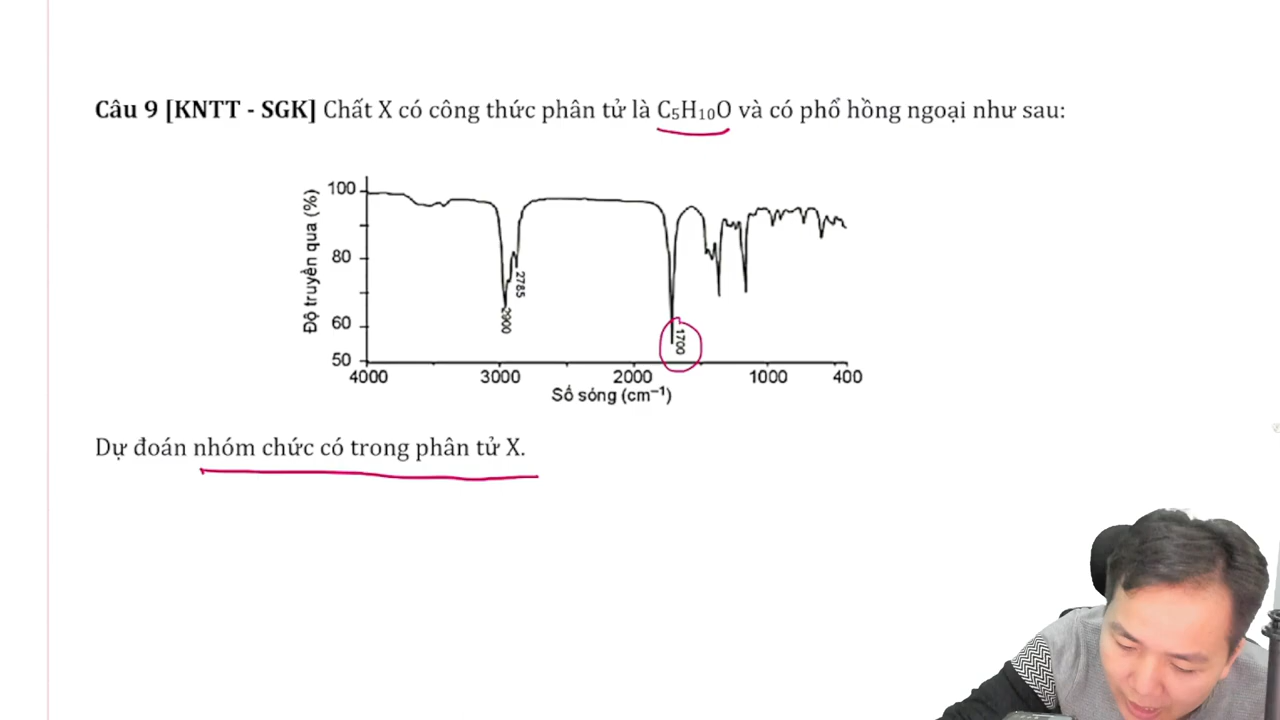 Câu 9 [KNTT - SGK] Chất X có công thức phân tử là C₅H₁₀O và có phổ hồng ngoại như sau:
Độ truyền qua (%)
100
80
60
50
2900
2785
1700
4000 3000 2000 1000 400
Số sóng (cm⁻¹)
Dự đoán nhóm chức có trong phân tử X.